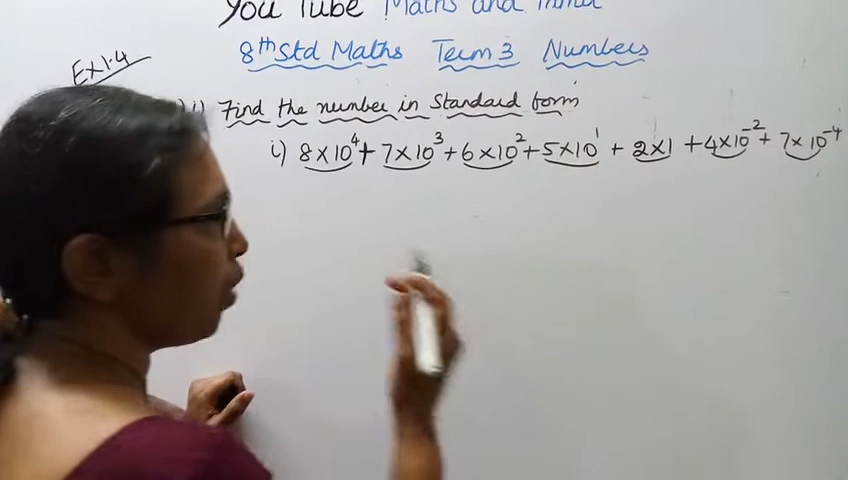 You Tube Maths and
8th Std Maths Term 3 Numbers
Ex 1.4
Find the number in Standard form
i) 8×10⁴ + 7×10³ + 6×10² + 5×10¹ + 2×1 + 4×10⁻² + 7×10⁻⁴